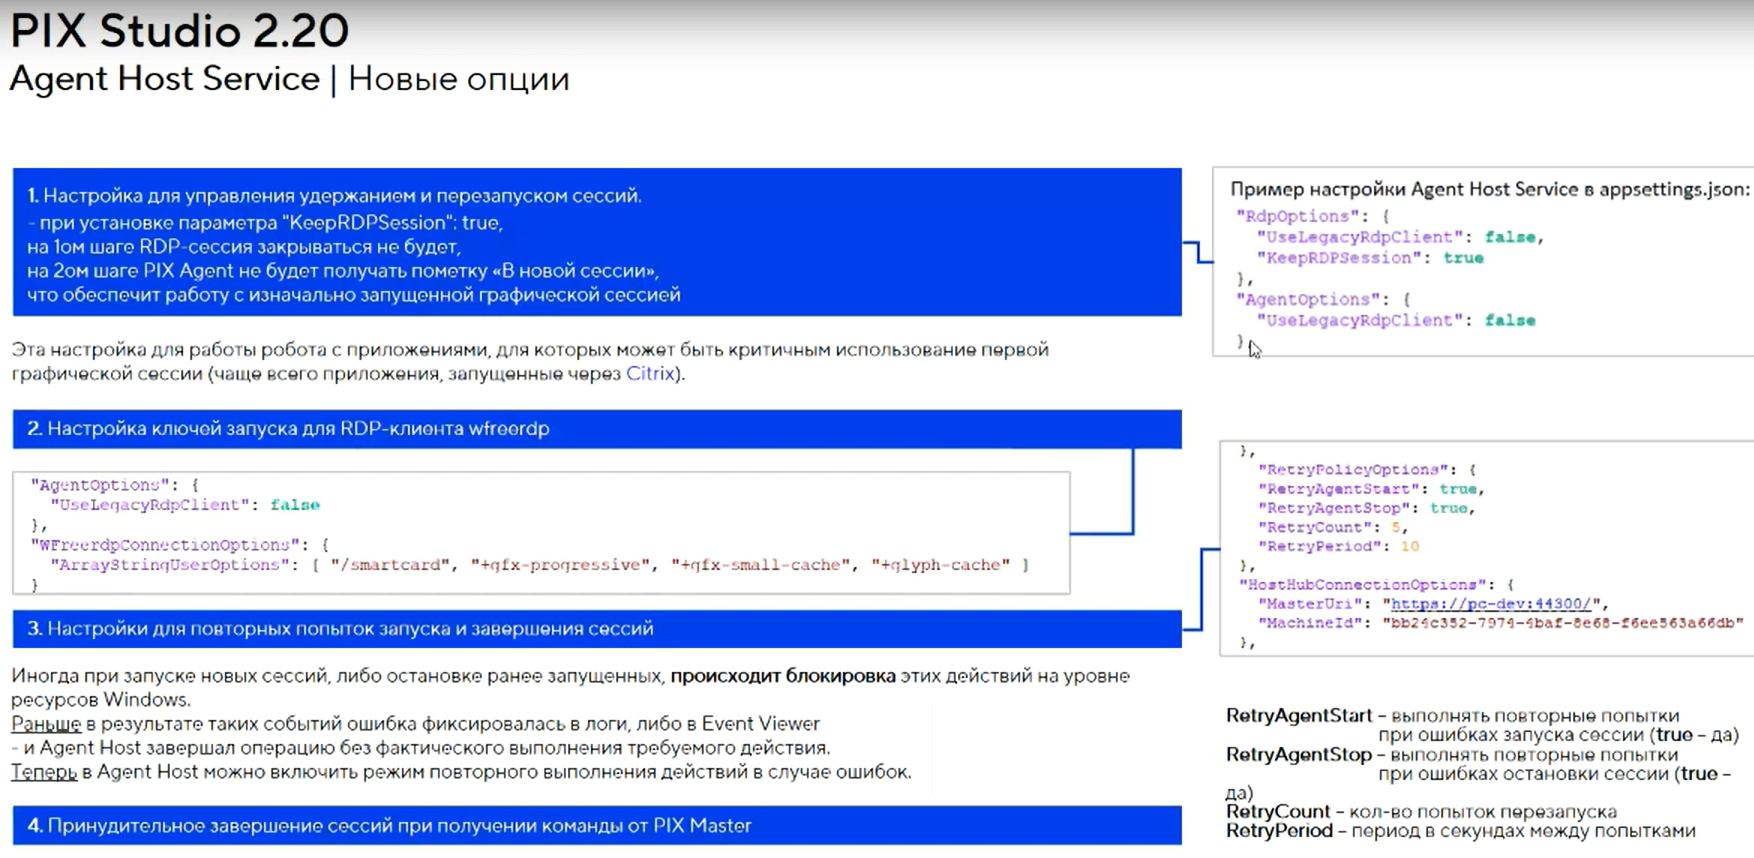 PIX Studio 2.20
Agent Host Service | Новые опции
1. Настройка для управления удержанием и перезапуском сессий.
- при установке параметра "KeepRDPSession": true,
на 1ом шаге RDP-сессия закрываться не будет,
на 2ом шаге PIX Agent не будет получать пометку «В новой сессии»,
что обеспечит работу с изначально запущенной графической сессией
Эта настройка для работы робота с приложениями, для которых может быть критичным использование первой
графической сессии (чаще всего приложения, запущенные через Citrix).
Пример настройки Agent Host Service в appsettings.json:
"RdpOptions": {
"UseLegacyRdpClient": false,
"KeepRDPSession": true
},
"AgentOptions": {
"UseLegacyRdpClient": false
}
2. Настройка ключей запуска для RDP-клиента wfreerdp
"AgentOptions": {
"UseLegacyRdpClient": false
},
"WFreerdpConnectionOptions": {
"ArrayStringUserOptions": [ "/smartcard", "+gfx-progressive", "+gfx-small-cache", "+glyph-cache" ]
}
3. Настройки для повторных попыток запуска и завершения сессий
Иногда при запуске новых сессий, либо остановке ранее запущенных, происходит блокировка этих действий на уровне
ресурсов Windows.
Раньше в результате таких событий ошибка фиксировалась в логи, либо в Event Viewer
- и Agent Host завершал операцию без фактического выполнения требуемого действия.
Теперь в Agent Host можно включить режим повторного выполнения действий в случае ошибок.
},
"RetryPolicyOptions": {
"RetryAgentStart": true,
"RetryAgentStop": true,
"RetryCount": 5,
"RetryPeriod": 10
},
"HostHubConnectionOptions": {
"MasterUri": "https://pc-dev:44300/",
"MachineId": "bb24c352-7974-4baf-8e68-f6ee563a66db"
},
RetryAgentStart – выполнять повторные попытки
при ошибках запуска сессии (true – да)
RetryAgentStop – выполнять повторные попытки
при ошибках остановки сессии (true –
да)
RetryCount – кол-во попыток перезапуска
RetryPeriod – период в секундах между попытками
4. Принудительное завершение сессий при получении команды от PIX Master